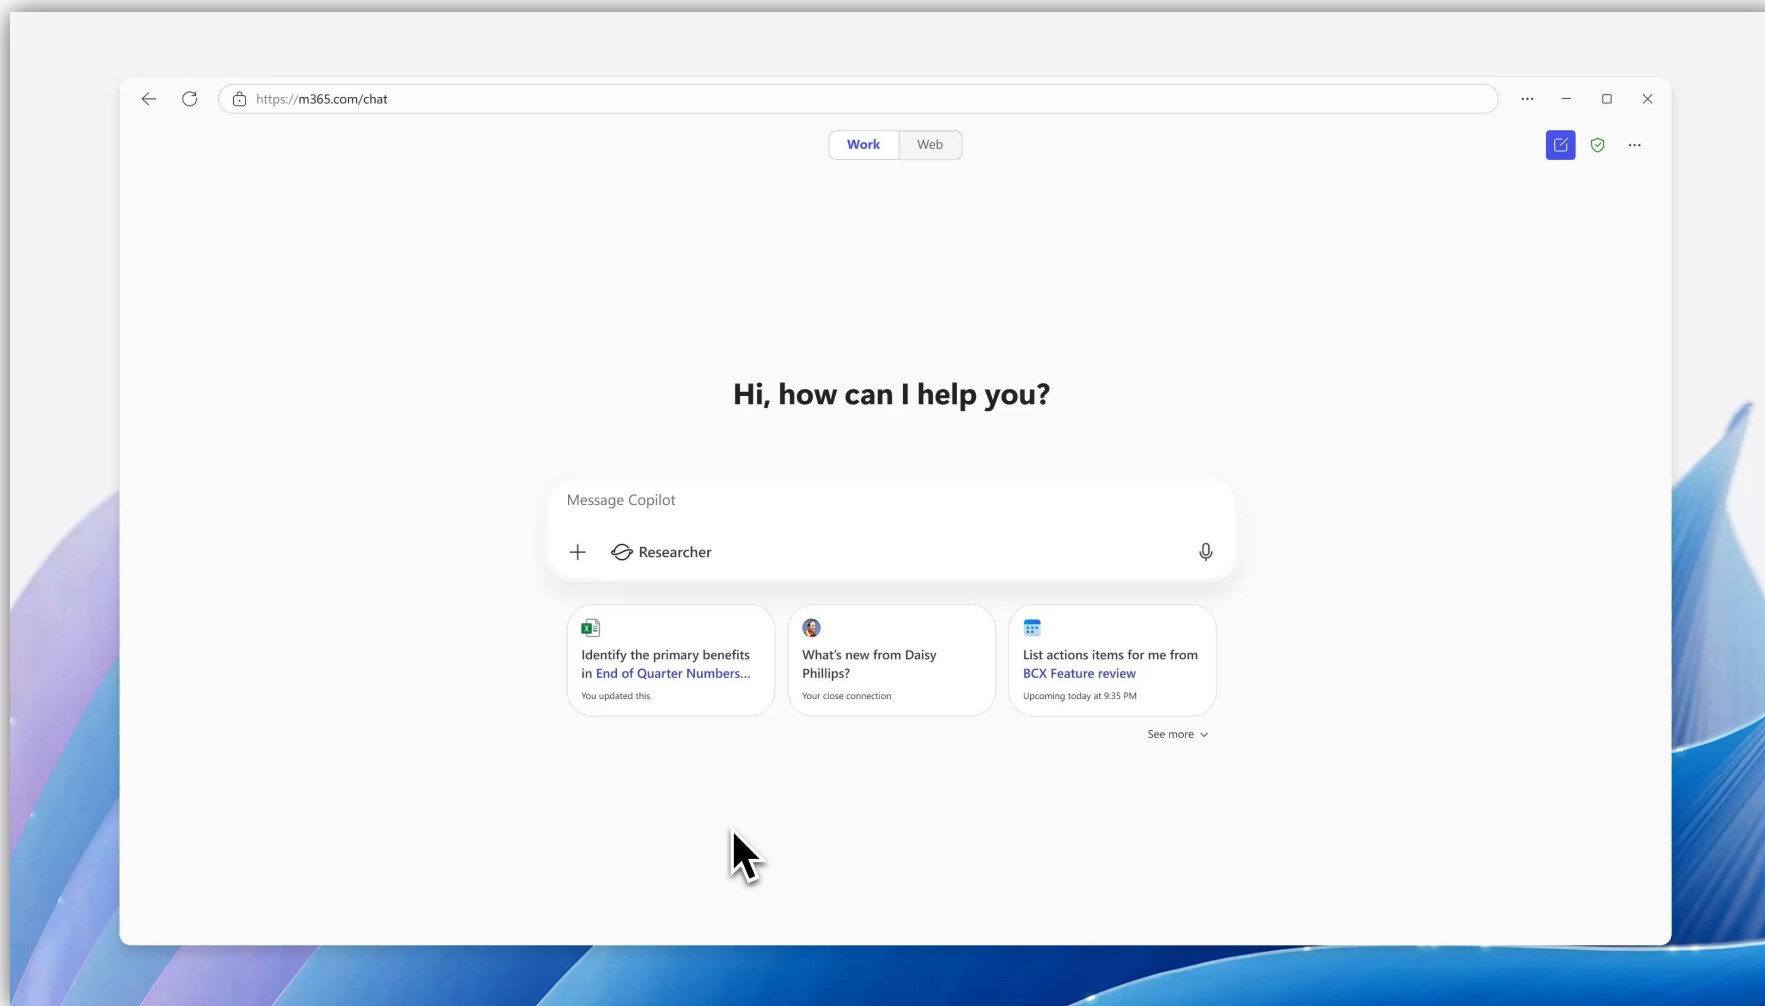 https://m365.com/chat
Work
Web
Hi, how can I help you?
Message Copilot
Researcher
Identify the primary benefits
in End of Quarter Numbers...
You updated this
What's new from Daisy
Phillips?
Your close connection
List actions items for me from
BCX Feature review
Upcoming today at 9:35 PM
See more